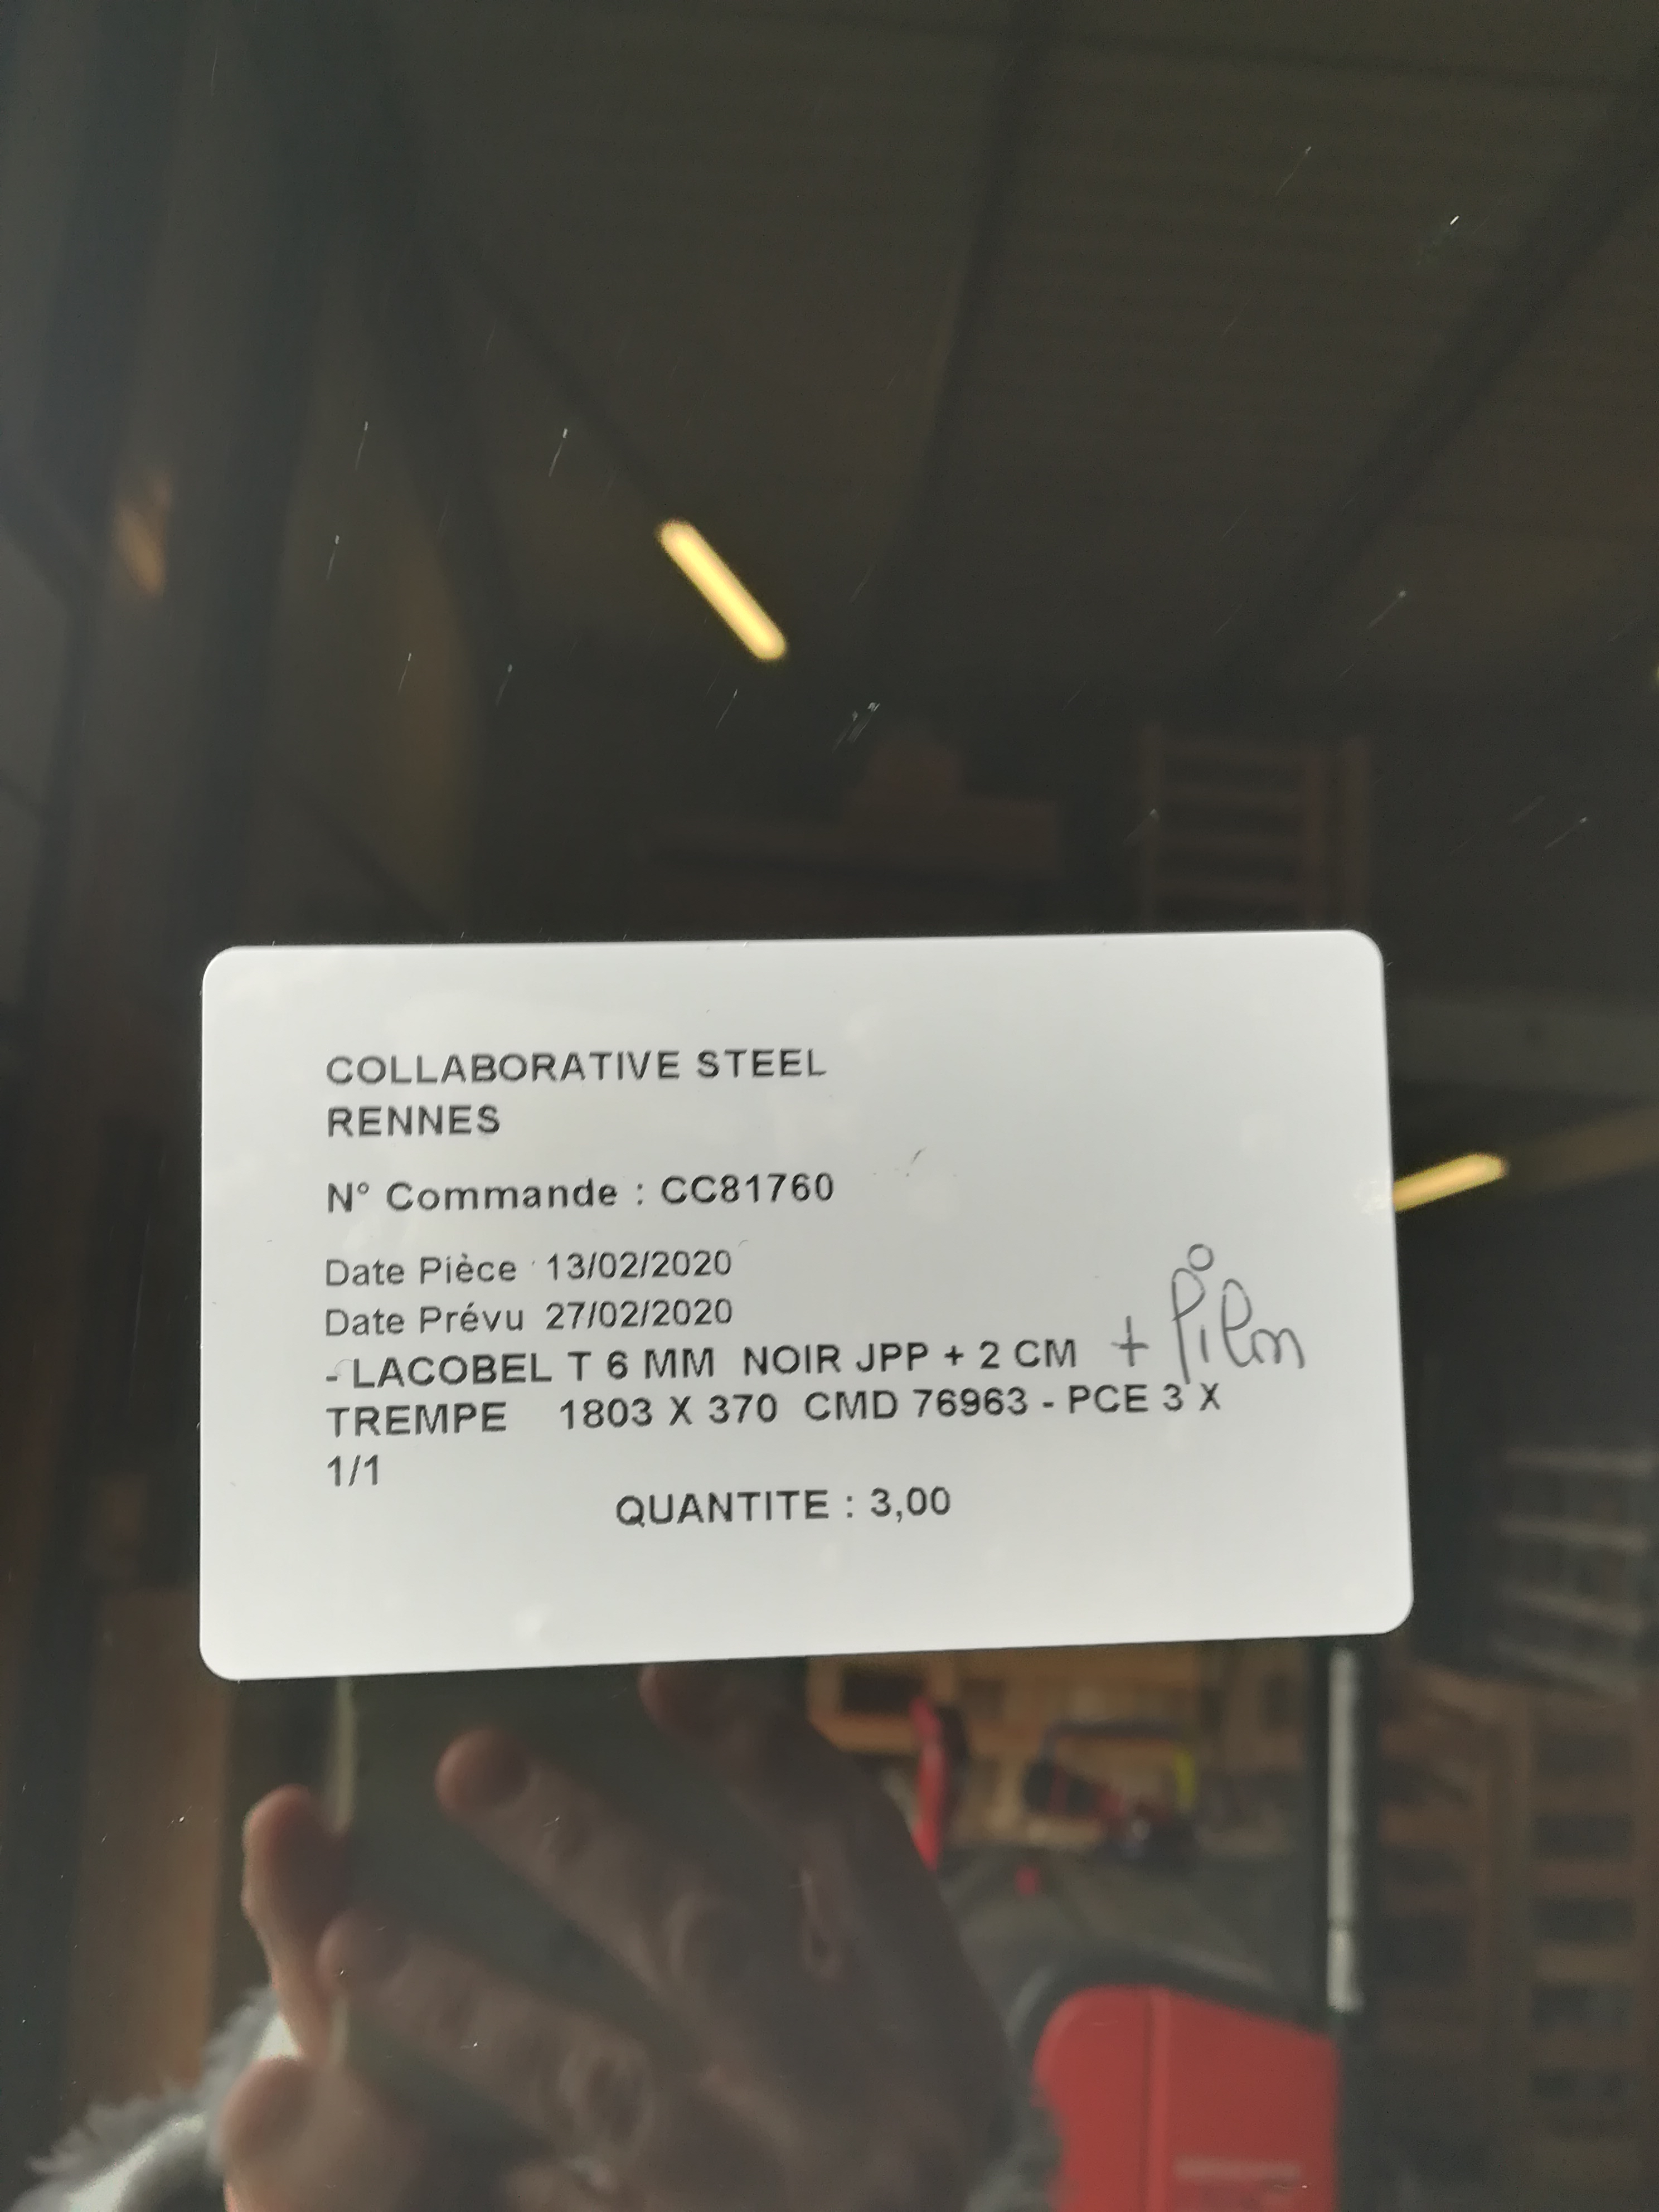 COLLABORATIVE STEEL
RENNES
N° Commande : CC81760
Date Pièce 13/02/2020
Date Prévu 27/02/2020
- LACOBEL T 6 MM NOIR JPP + 2 CM + film
TREMPE 1803 X 370 CMD 76963 - PCE 3 X
1/1
QUANTITE : 3,00